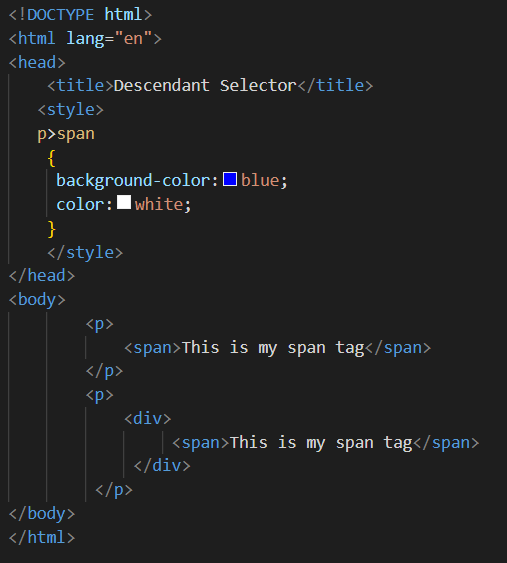 <!DOCTYPE html>
<html lang="en">
<head>
    <title>Descendant Selector</title>
   <style>
   p>span
    {
     background-color:blue;
     color:white;
    }
    </style>
</head>
<body>
        <p>
            <span>This is my span tag</span>
        </p>
        <p>
            <div>
                 <span>This is my span tag</span>
             </div>
         </p>
</body>
</html>